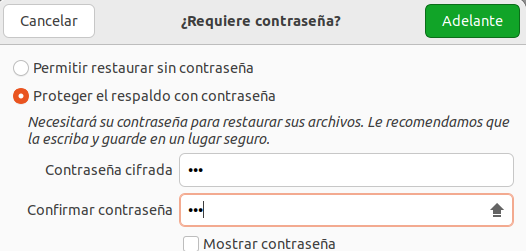 Cancelar
¿Requiere contraseña?
Adelante
Permitir restaurar sin contraseña
Proteger el respaldo con contraseña
Necesitará su contraseña para restaurar sus archivos. Le recomendamos que
la escriba y guarde en un lugar seguro.
Contraseña cifrada •••
Confirmar contraseña •••
Mostrar contraseña